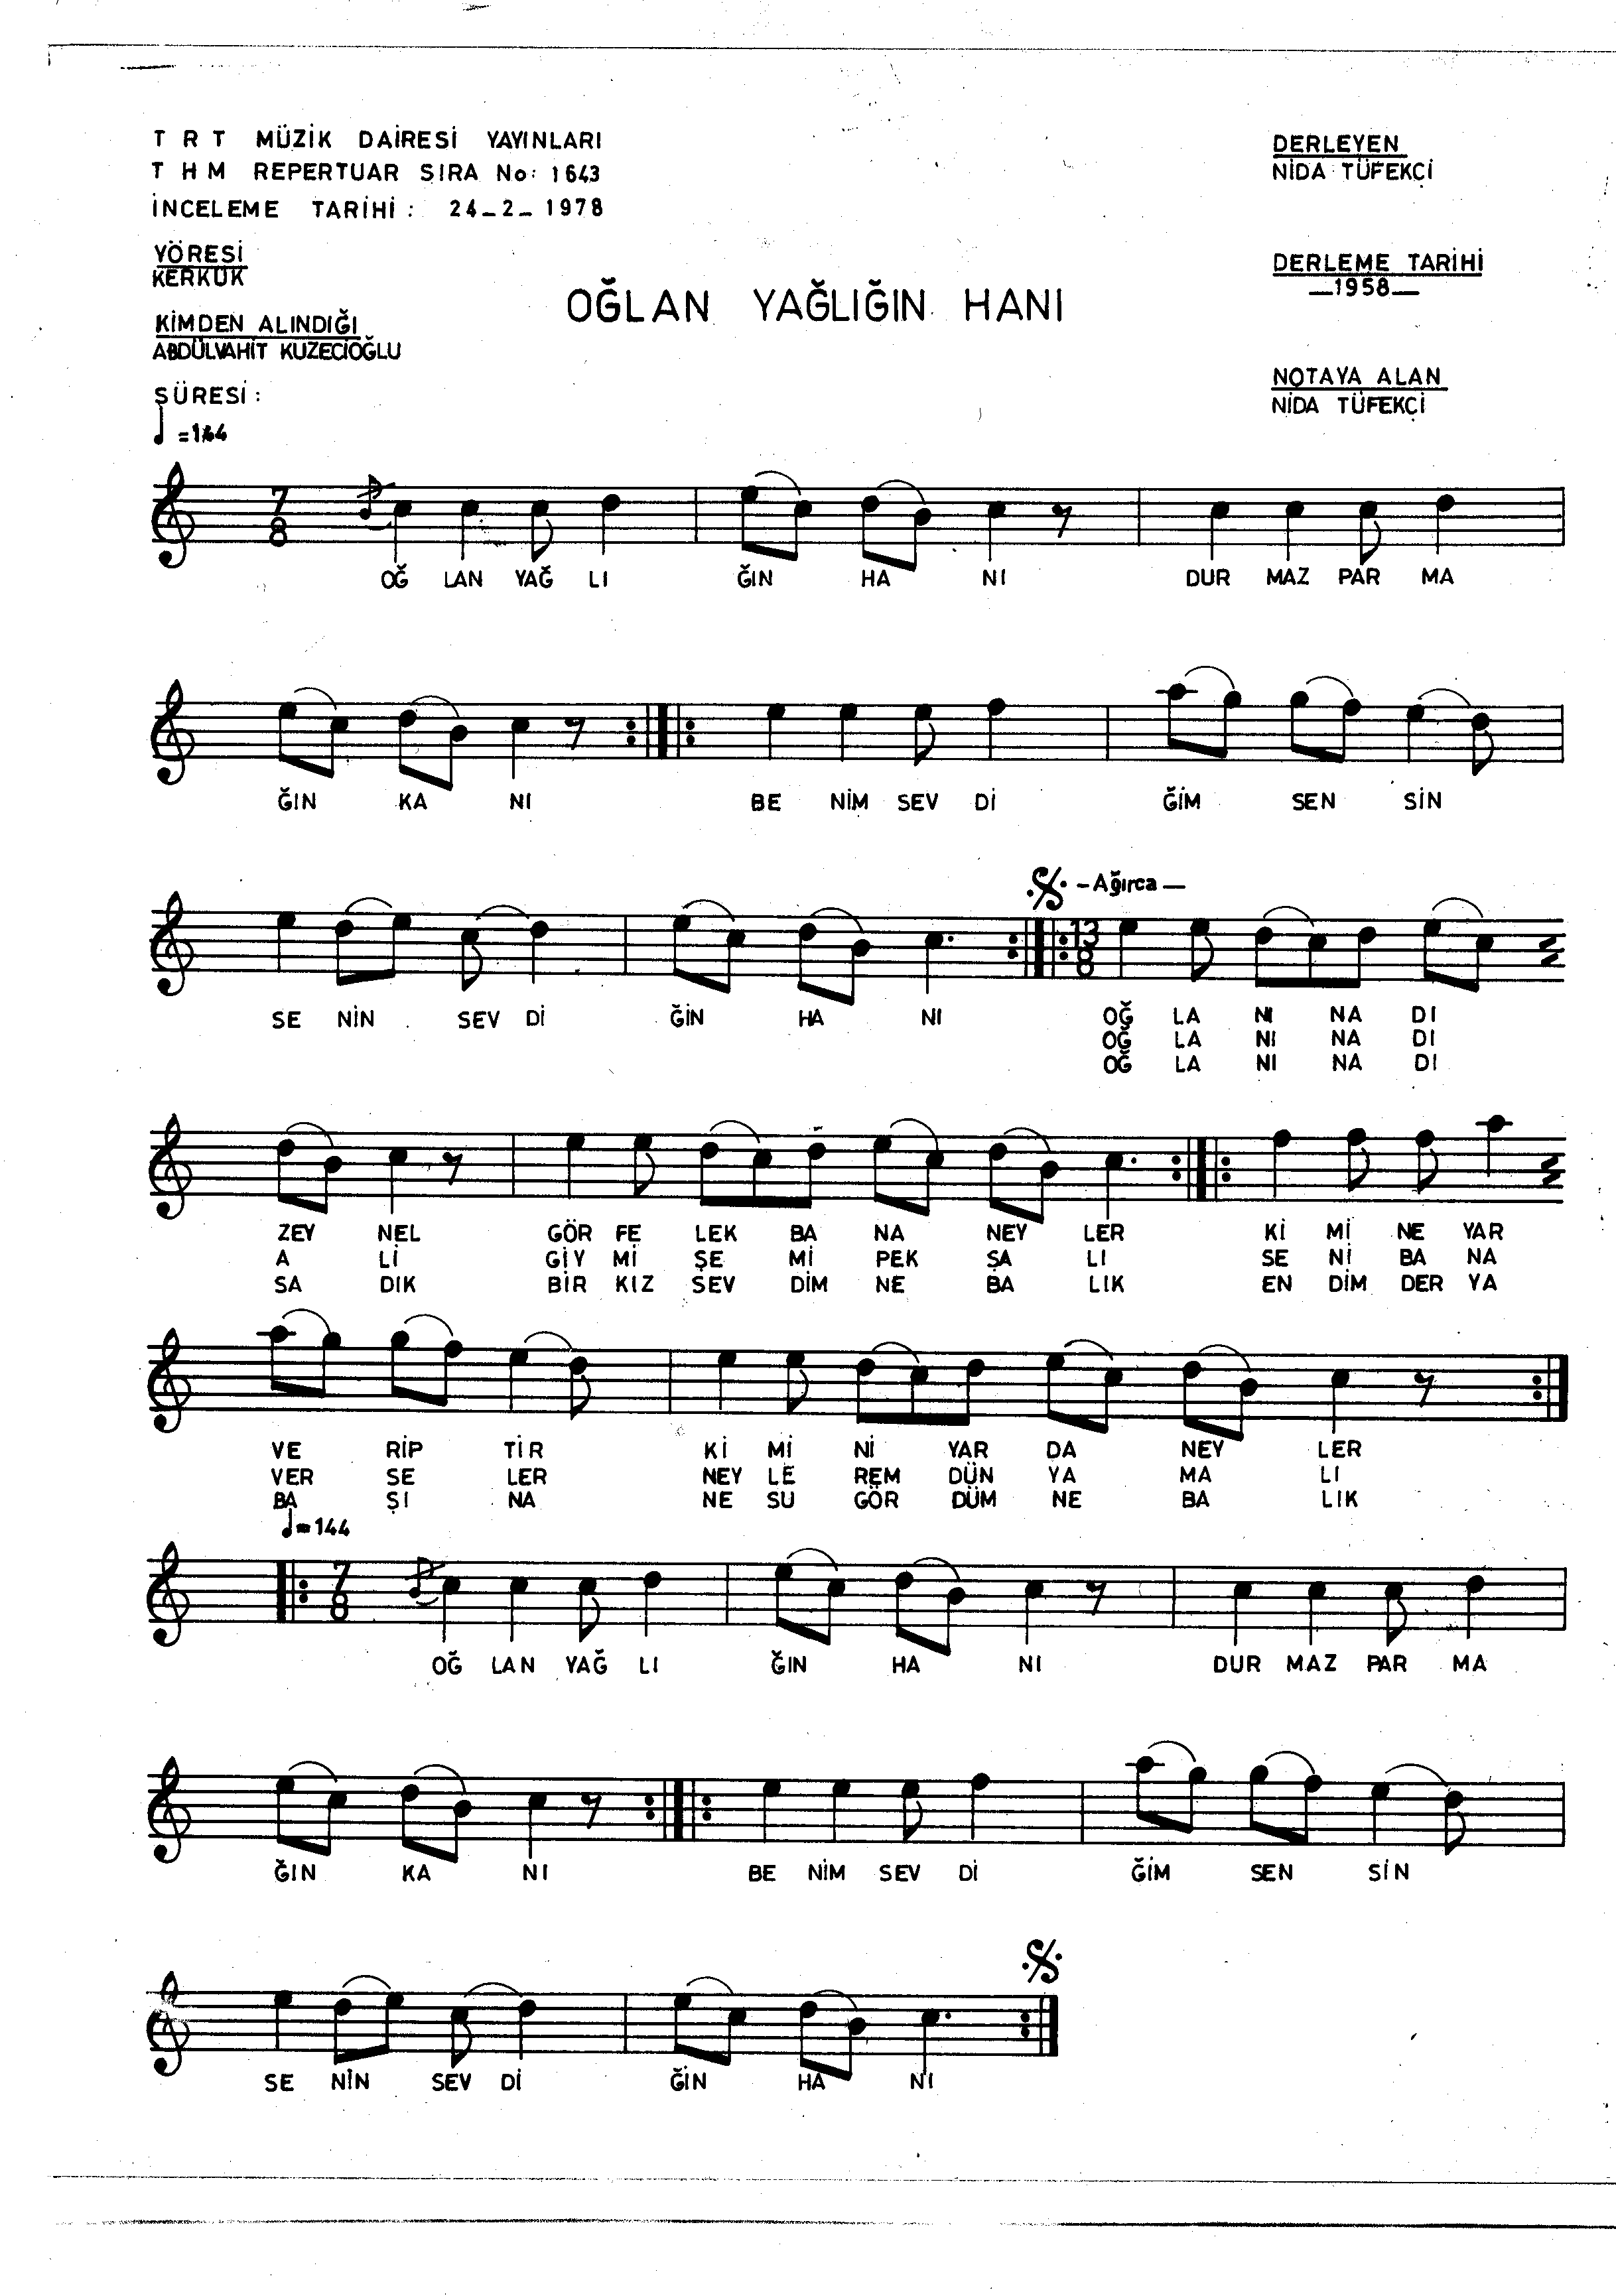 T R T MÜZİK DAİRESİ YAYINLARI
T H M REPERTUAR SIRA No: 1643
İNCELEME TARİHİ : 24_2_1978
YÖRESİ
KERKÜK
KİMDEN ALINDIĞI
ABDÜLVAHİT KUZECİOĞLU
SÜRESİ :
DERLEYEN
NİDA TÜFEKÇİ
DERLEME TARİHİ
_1958_
NOTAYA ALAN
NİDA TÜFEKÇİ
OĞLAN YAĞLIĞIN HANI
=144
7
8
OĞ LAN YAĞ LI ĞIN HA NI DUR MAZ PAR MA
ĞIN KA NI BE NİM SEV Dİ ĞİM SEN SİN
-Ağırca-
13
8
SE NİN SEV Dİ ĞİN HA NI OĞ LA NI NA DI
OĞ LA NI NA DI
OĞ LA NI NA DI
ZEY NEL GÖR FE LEK BA NA NEY LER Kİ Mİ NE YAR
A Lİ GİY Mİ ŞE Mİ PEK ŞA LI SE Nİ BA NA
SA DIK BİR KIZ SEV DİM NE BA LIK EN DİM DER YA
VE RİP TİR Kİ Mİ Nİ YAR DA NEY LER
VER SE LER NEY LE REM DÜN YA MA LI
BA ŞI NA NE SU GÖR DÜM NE BA LIK
=144
7
8
OĞ LAN YAĞ LI ĞIN HA NI DUR MAZ PAR MA
ĞIN KA NI BE NİM SEV Dİ ĞİM SEN SİN
SE NİN SEV Dİ ĞİN HA NI